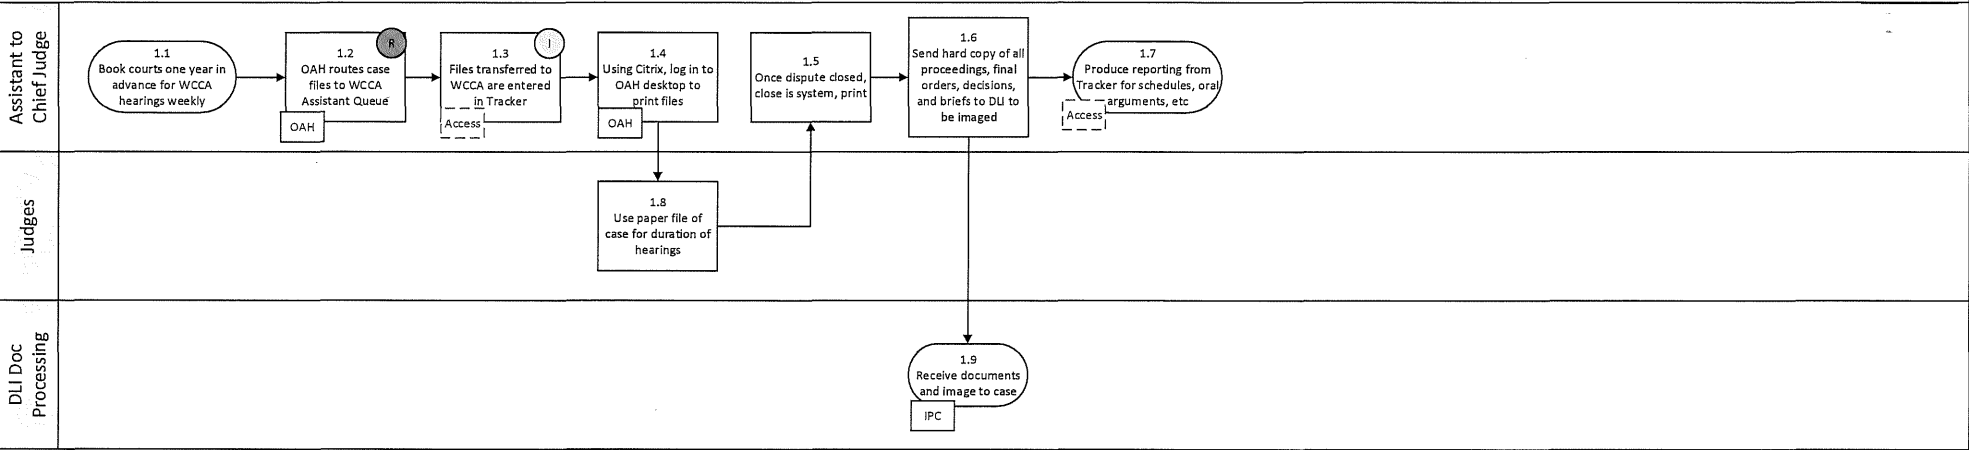 Assistant to
Chief Judge
1.1
Book courts one year in
advance for WCCA
hearings weekly
R
1.2
OAH routes case
files to WCCA
Assistant Queue
OAH
I
1.3
Files transferred to
WCCA are entered
in Tracker
Access
1.4
Using Citrix, log in to
OAH desktop to
print files
OAH
1.5
Once dispute closed,
close is system, print
1.6
Send hard copy of all
proceedings, final
orders, decisions,
and briefs to DLI to
be imaged
1.7
Produce reporting from
Tracker for schedules, oral
arguments, etc
Access
Judges
1.8
Use paper file of
case for duration of
hearings
DLI Doc
Processing
1.9
Receive documents
and image to case
IPC